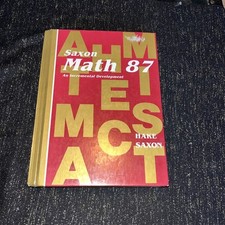 Saxon
Math 87
An Incremental Development
A H M
T E I
M C S
A T
HAKE
SAXON